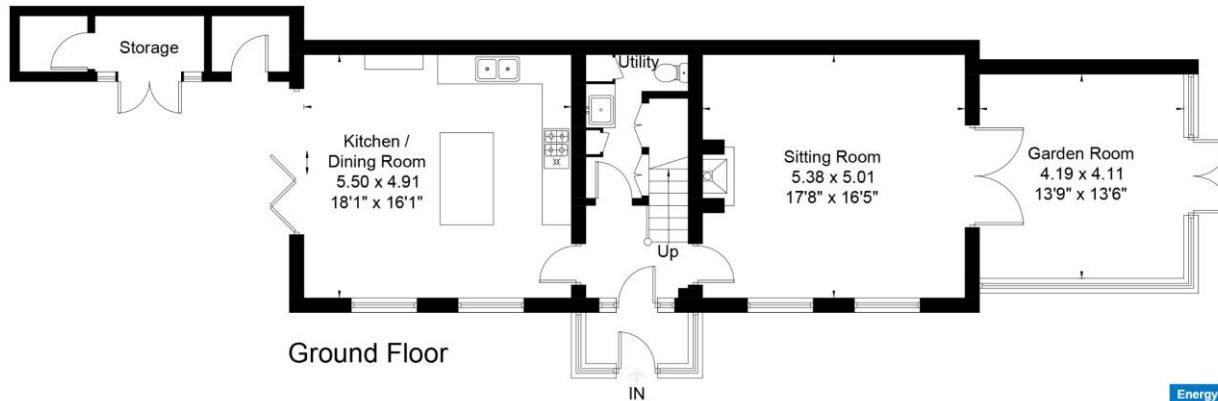 Storage
Utility
Kitchen /
Dining Room
5.50 x 4.91
18'1" x 16'1"
Sitting Room
5.38 x 5.01
17'8" x 16'5"
Garden Room
4.19 x 4.11
13'9" x 13'6"
Up
Ground Floor
IN
Energy